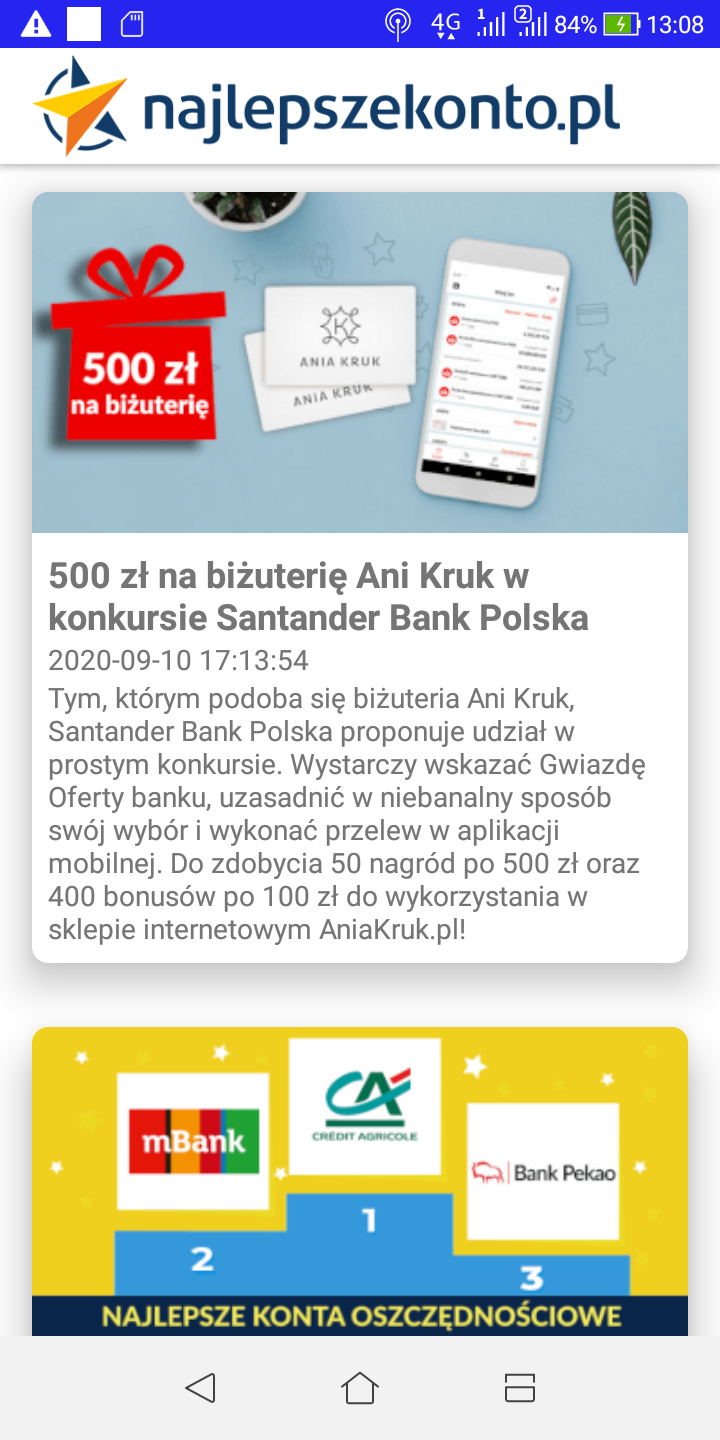 4G 1 2 84% 13:08
najlepszekonto.pl
500 zł
na biżuterię
ANIA KRUK
ANIA KRUK
500 zł na biżuterię Ani Kruk w
konkursie Santander Bank Polska
2020-09-10 17:13:54
Tym, którym podoba się biżuteria Ani Kruk,
Santander Bank Polska proponuje udział w
prostym konkursie. Wystarczy wskazać Gwiazdę
Oferty banku, uzasadnić w niebanalny sposób
swój wybór i wykonać przelew w aplikacji
mobilnej. Do zdobycia 50 nagród po 500 zł oraz
400 bonusów po 100 zł do wykorzystania w
sklepie internetowym AniaKruk.pl!
mBank
CRÉDIT AGRICOLE
Bank Pekao
1
2
3
NAJLEPSZE KONTA OSZCZĘDNOŚCIOWE